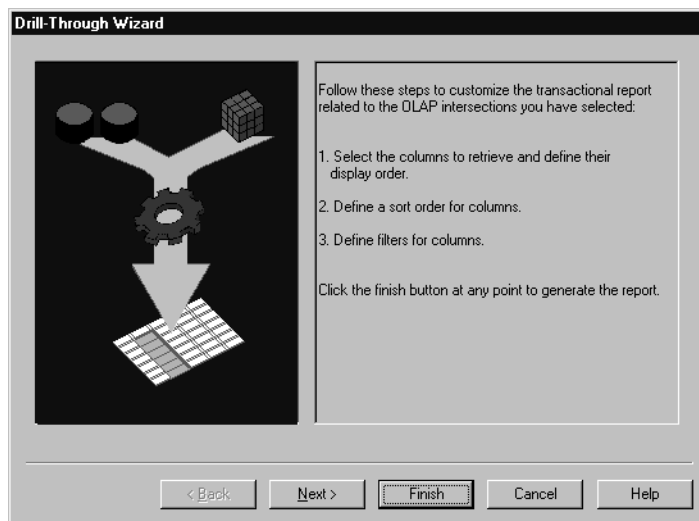 Drill-Through Wizard
Follow these steps to customize the transactional report
related to the OLAP intersections you have selected:
1. Select the columns to retrieve and define their
display order.
2. Define a sort order for columns.
3. Define filters for columns.
Click the finish button at any point to generate the report.
< Back
Next >
Finish
Cancel
Help